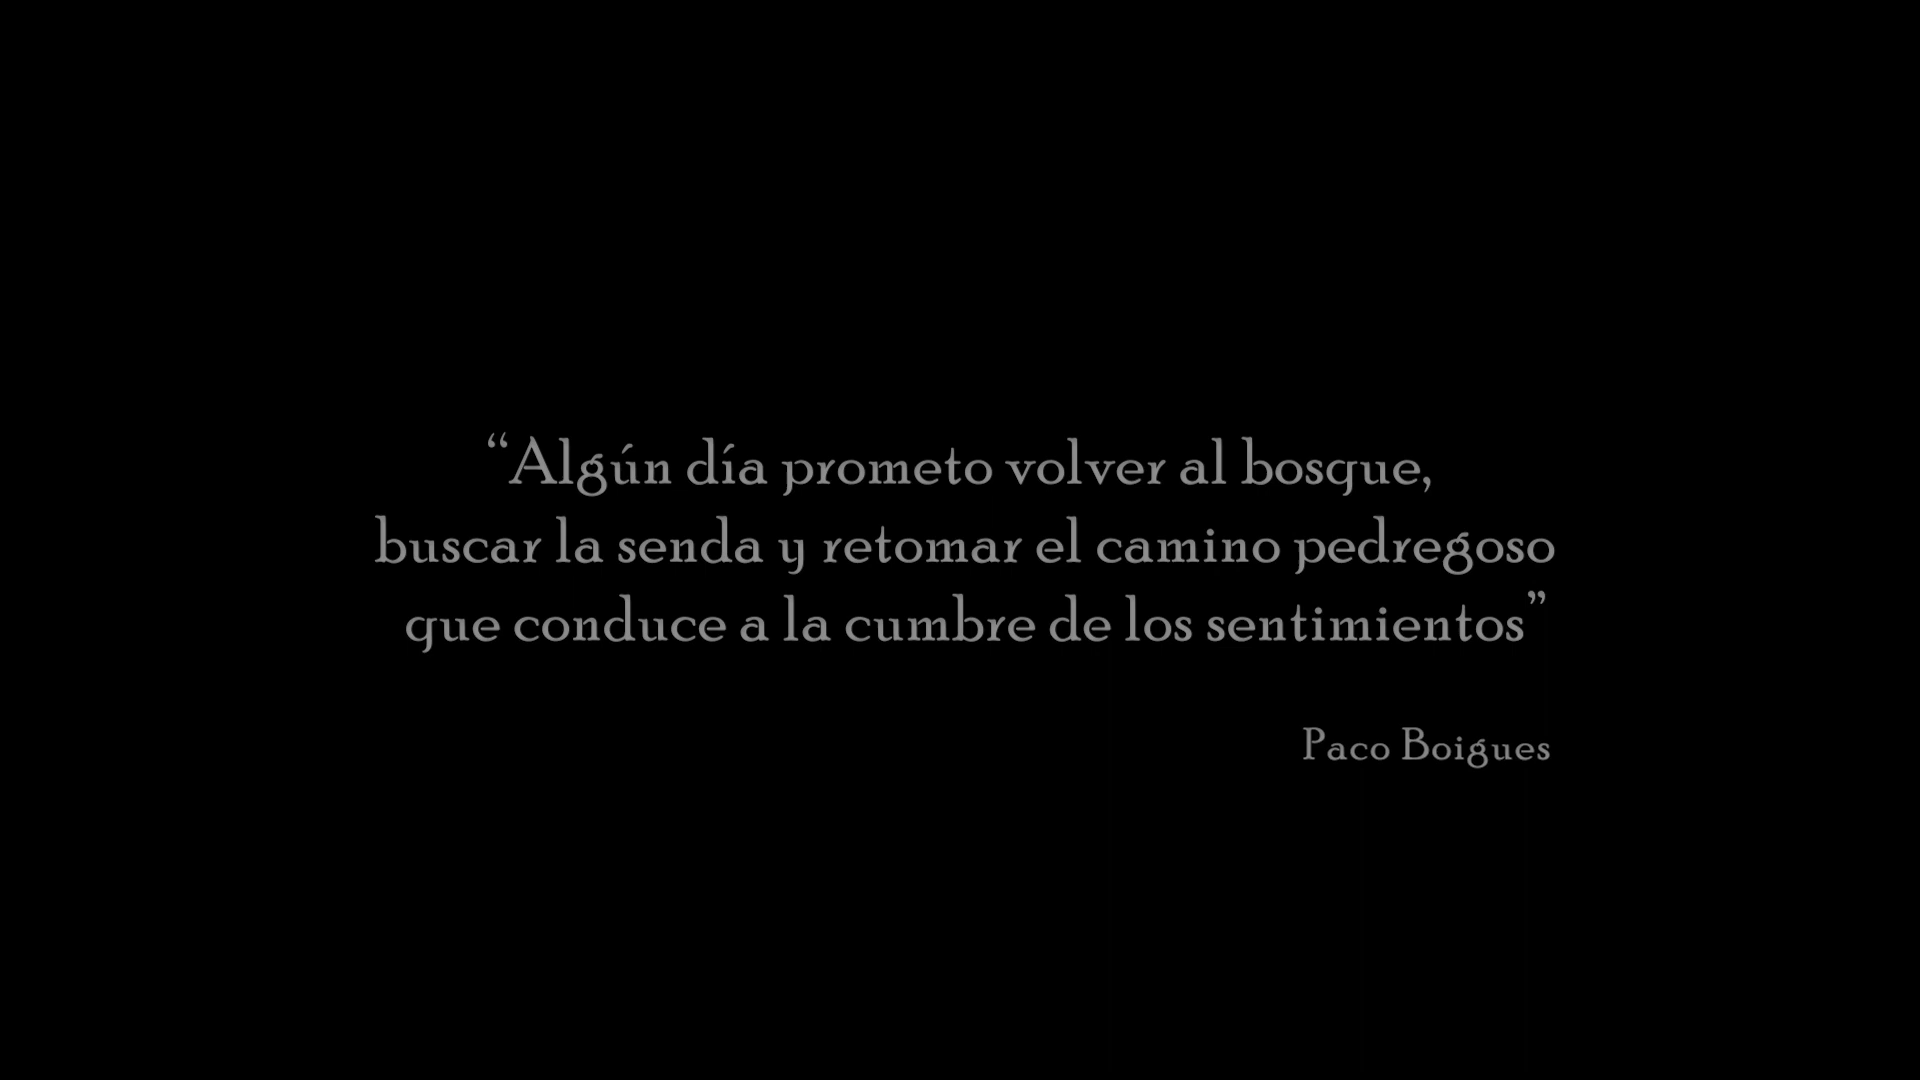 “Algún día prometo volver al bosque,
buscar la senda y retomar el camino pedregoso
que conduce a la cumbre de los sentimientos”
Paco Boigues